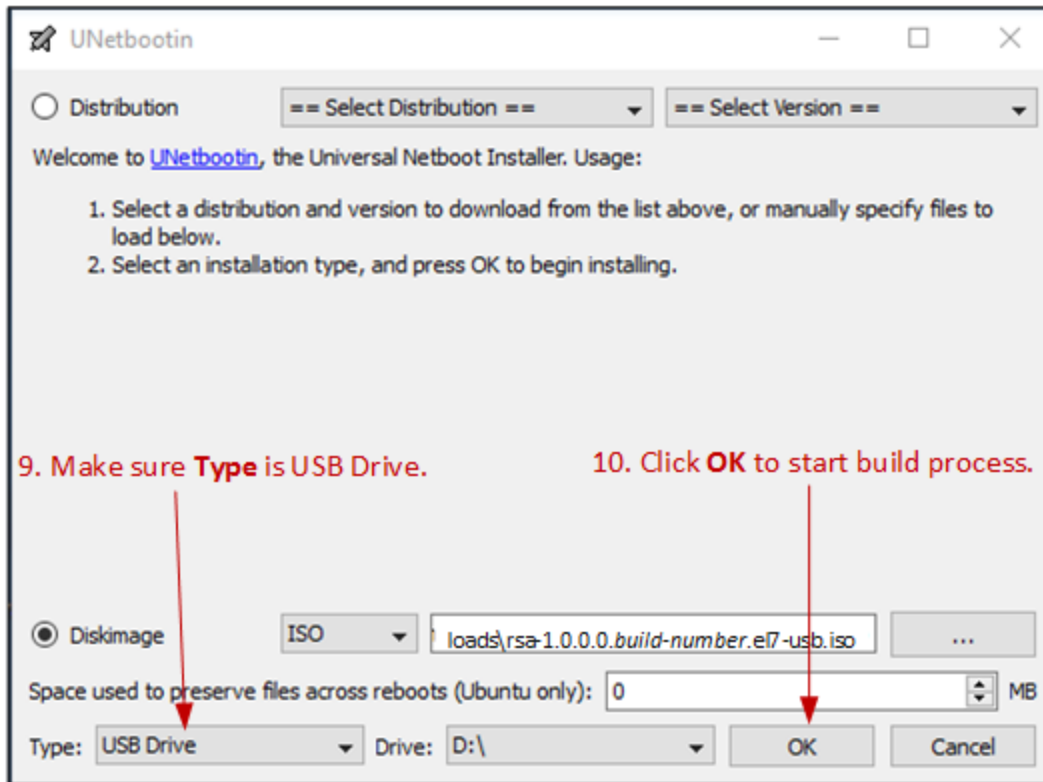 UNetbootin
Distribution == Select Distribution == == Select Version ==
Welcome to UNetbootin, the Universal Netboot Installer. Usage:
1. Select a distribution and version to download from the list above, or manually specify files to
load below.
2. Select an installation type, and press OK to begin installing.
9. Make sure Type is USB Drive. 10. Click OK to start build process.
Diskimage ISO loads\rsa-1.0.0.0.build-number.el7-usb.iso ...
Space used to preserve files across reboots (Ubuntu only): 0 MB
Type: USB Drive Drive: D:\ OK Cancel